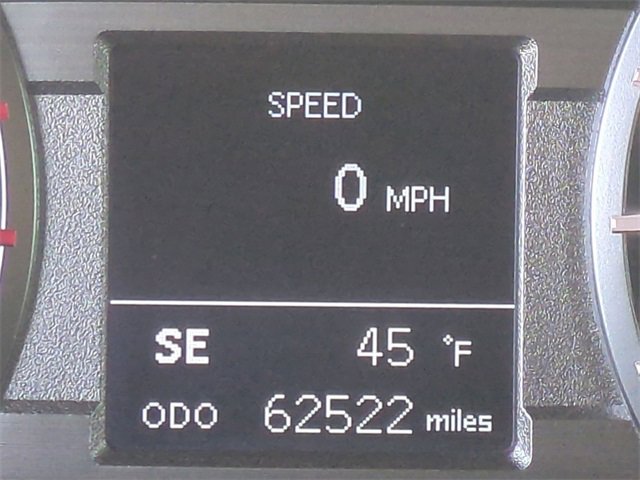 SPEED
0 MPH
SE 45 °F
ODO 62522 miles